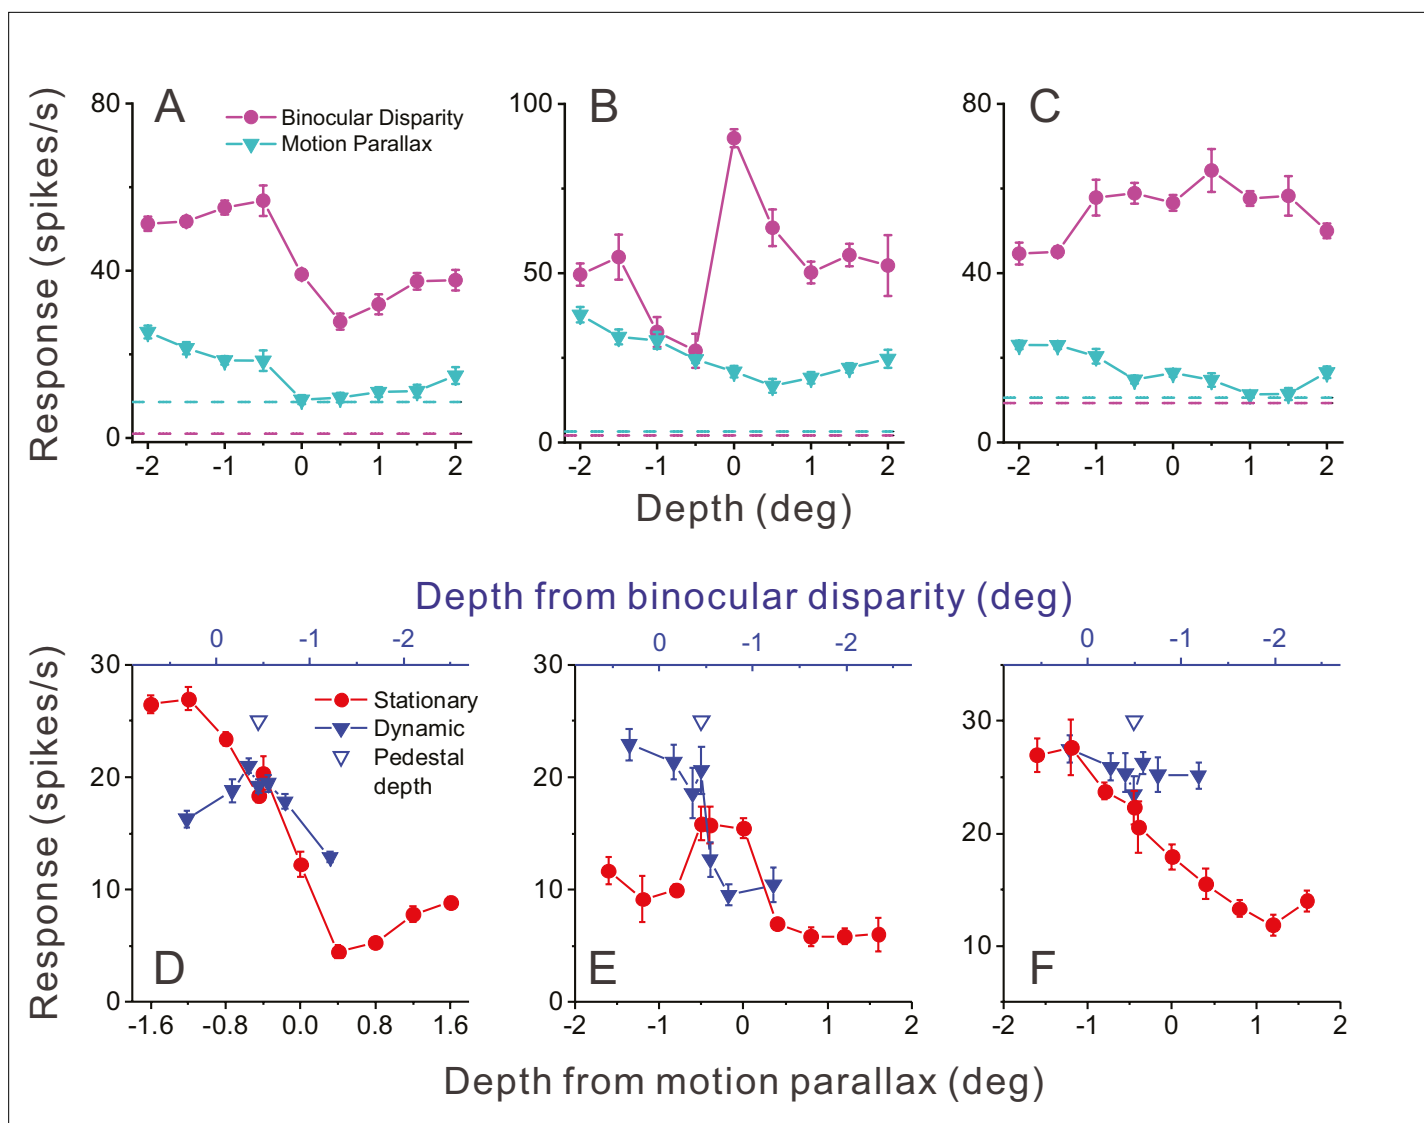 A
B
C
Binocular Disparity
Motion Parallax
80
40
0
100
50
0
80
40
0
Response (spikes/s)
-2 -1 0 1 2
-2 -1 0 1 2
-2 -1 0 1 2
Depth (deg)
Depth from binocular disparity (deg)
0 -1 -2
0 -1 -2
0 -1 -2
30
20
10
0
30
20
10
0
30
20
10
Response (spikes/s)
Stationary
Dynamic
Pedestal
depth
D
E
F
-1.6 -0.8 0.0 0.8 1.6
-2 -1 0 1 2
-2 -1 0 1 2
Depth from motion parallax (deg)